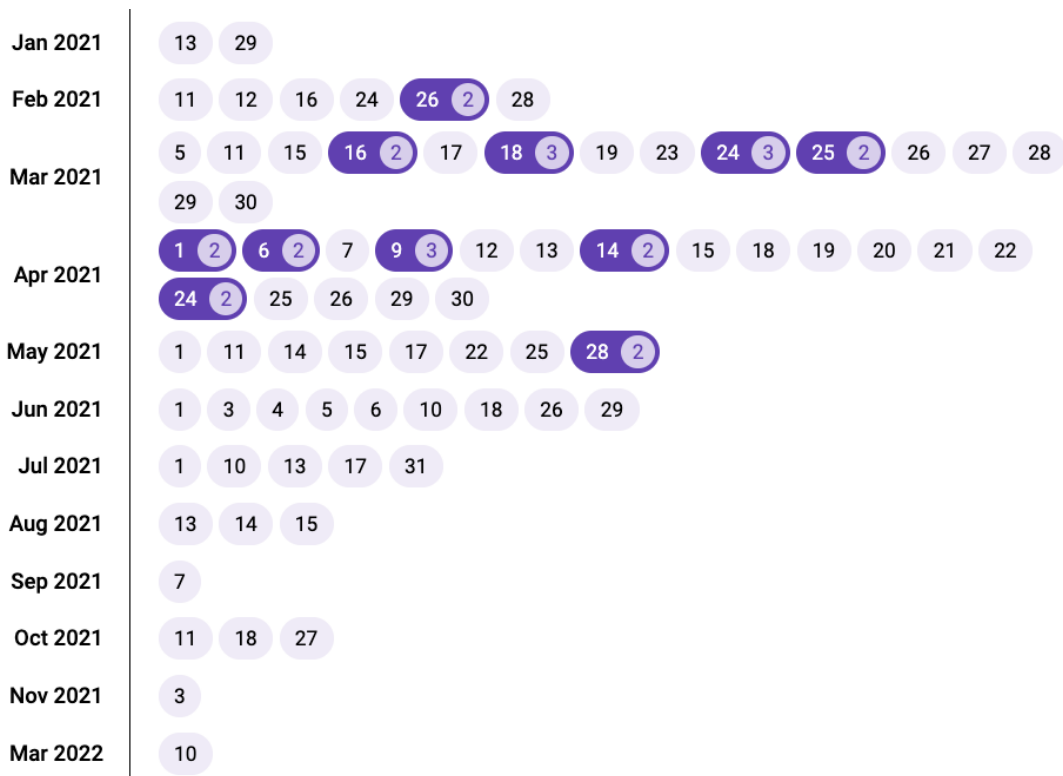 Jan 2021 13 29
Feb 2021 11 12 16 24 26 2 28
Mar 2021 5 11 15 16 2 17 18 3 19 23 24 3 25 2 26 27 28
29 30
Apr 2021 1 2 6 2 7 9 3 12 13 14 2 15 18 19 20 21 22
24 2 25 26 29 30
May 2021 1 11 14 15 17 22 25 28 2
Jun 2021 1 3 4 5 6 10 18 26 29
Jul 2021 1 10 13 17 31
Aug 2021 13 14 15
Sep 2021 7
Oct 2021 11 18 27
Nov 2021 3
Mar 2022 10